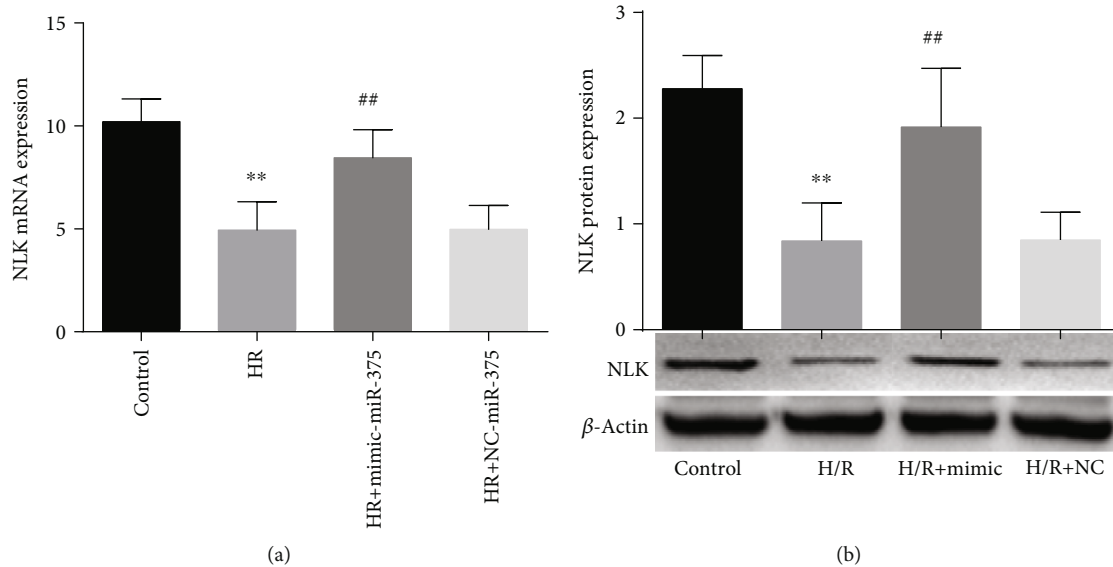 15
10
5
0
NLK mRNA expression
**
##
Control
HR
HR+mimic-miR-375
HR+NC-miR-375
(a)
3
2
1
0
NLK protein expression
**
##
NLK
β-Actin
Control
H/R
H/R+mimic
H/R+NC
(b)